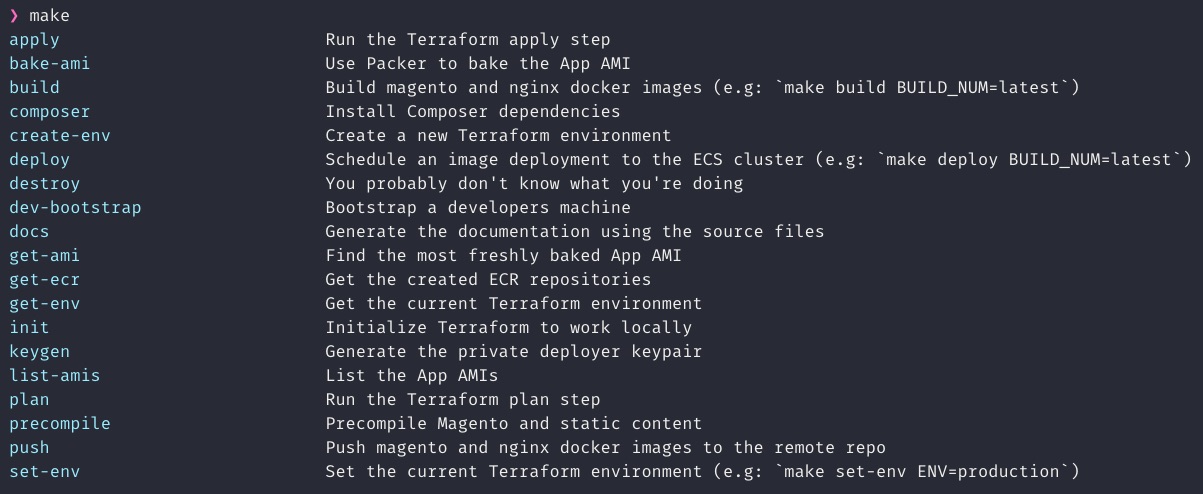 ❯ make
apply Run the Terraform apply step
bake-ami Use Packer to bake the App AMI
build Build magento and nginx docker images (e.g: `make build BUILD_NUM=latest`)
composer Install Composer dependencies
create-env Create a new Terraform environment
deploy Schedule an image deployment to the ECS cluster (e.g: `make deploy BUILD_NUM=latest`)
destroy You probably don't know what you're doing
dev-bootstrap Bootstrap a developers machine
docs Generate the documentation using the source files
get-ami Find the most freshly baked App AMI
get-ecr Get the created ECR repositories
get-env Get the current Terraform environment
init Initialize Terraform to work locally
keygen Generate the private deployer keypair
list-amis List the App AMIs
plan Run the Terraform plan step
precompile Precompile Magento and static content
push Push magento and nginx docker images to the remote repo
set-env Set the current Terraform environment (e.g: `make set-env ENV=production`)